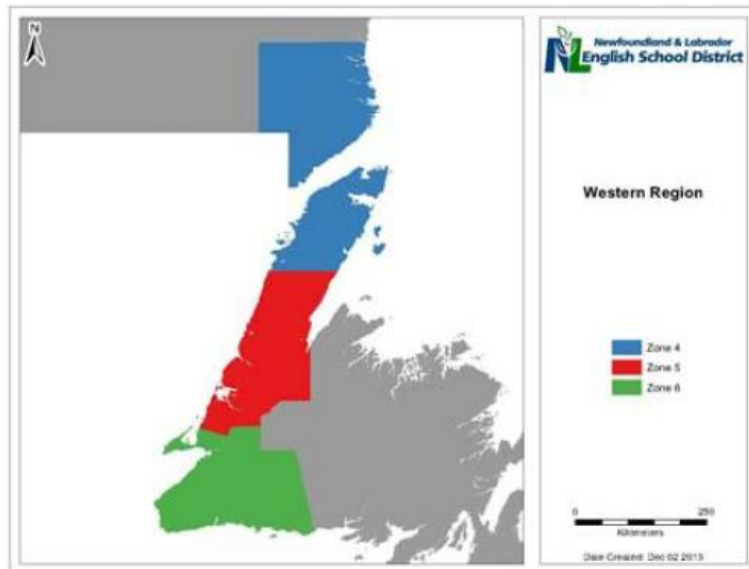 N
Newfoundland & Labrador
NL English School District
Western Region
Zone 4
Zone 5
Zone 6
0 250
Kilometers
Date Created: Dec 02 2013